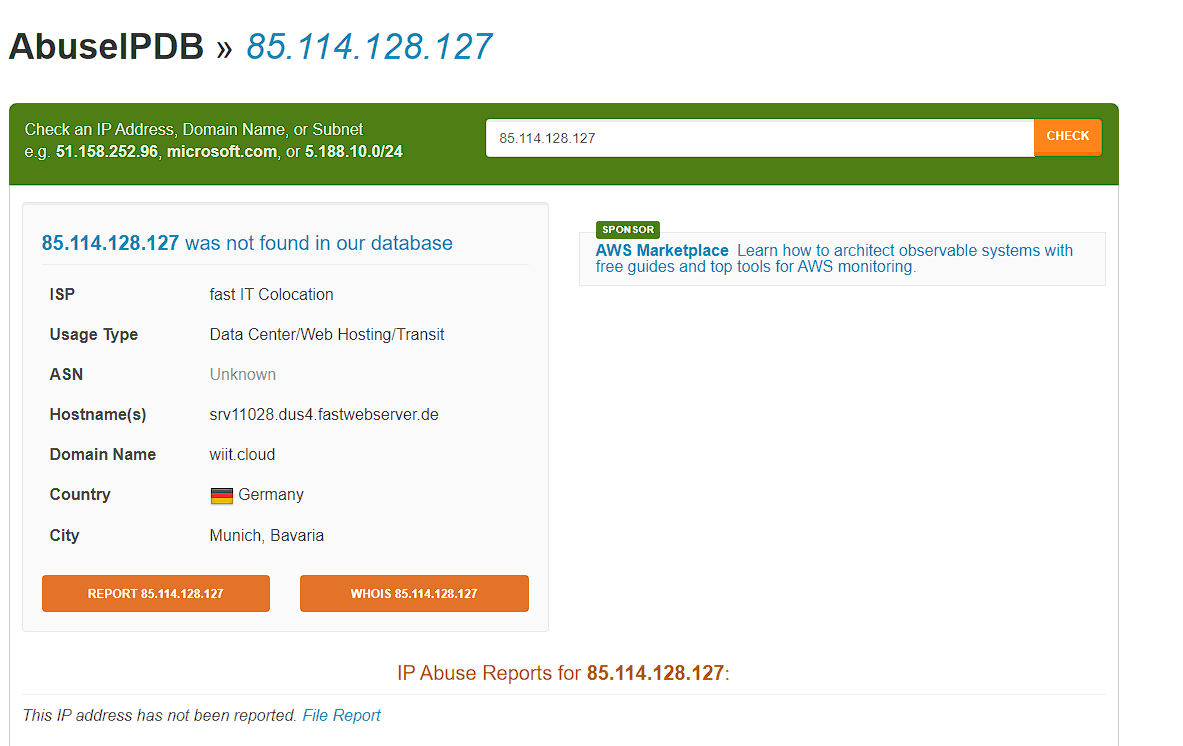 AbuseIPDB » 85.114.128.127
Check an IP Address, Domain Name, or Subnet
e.g. 51.158.252.96, microsoft.com, or 5.188.10.0/24
85.114.128.127
CHECK
85.114.128.127 was not found in our database
ISP fast IT Colocation
Usage Type Data Center/Web Hosting/Transit
ASN Unknown
Hostname(s) srv11028.dus4.fastwebserver.de
Domain Name wiit.cloud
Country Germany
City Munich, Bavaria
REPORT 85.114.128.127
WHOIS 85.114.128.127
SPONSOR
AWS Marketplace Learn how to architect observable systems with
free guides and top tools for AWS monitoring.
IP Abuse Reports for 85.114.128.127:
This IP address has not been reported. File Report